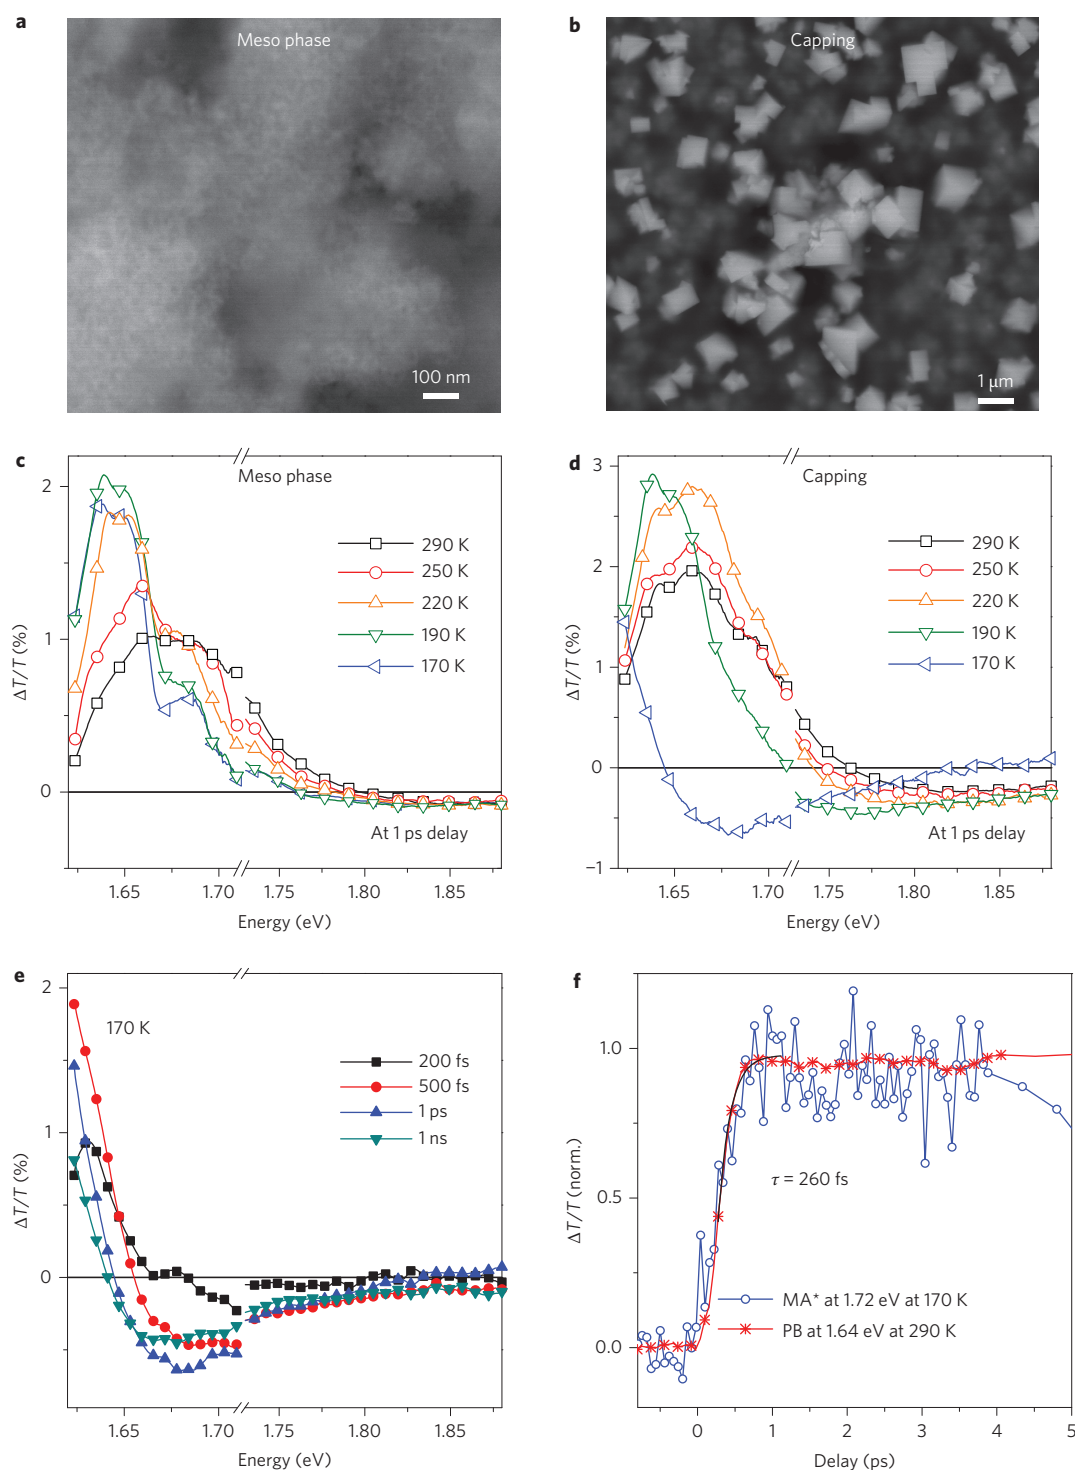 a
Meso phase
100 nm
b
Capping
1 μm
c
Meso phase
ΔT/T (%)
2
1
0
290 K
250 K
220 K
190 K
170 K
At 1 ps delay
1.65
1.70
1.75
1.80
1.85
Energy (eV)
d
Capping
ΔT/T (%)
3
2
1
0
−1
290 K
250 K
220 K
190 K
170 K
At 1 ps delay
1.65
1.70
1.75
1.80
1.85
Energy (eV)
e
170 K
ΔT/T (%)
2
1
0
200 fs
500 fs
1 ps
1 ns
1.65
1.70
1.75
1.80
1.85
Energy (eV)
f
ΔT/T (norm.)
1.0
0.5
0.0
τ = 260 fs
MA* at 1.72 eV at 170 K
PB at 1.64 eV at 290 K
0
1
2
3
4
5
Delay (ps)